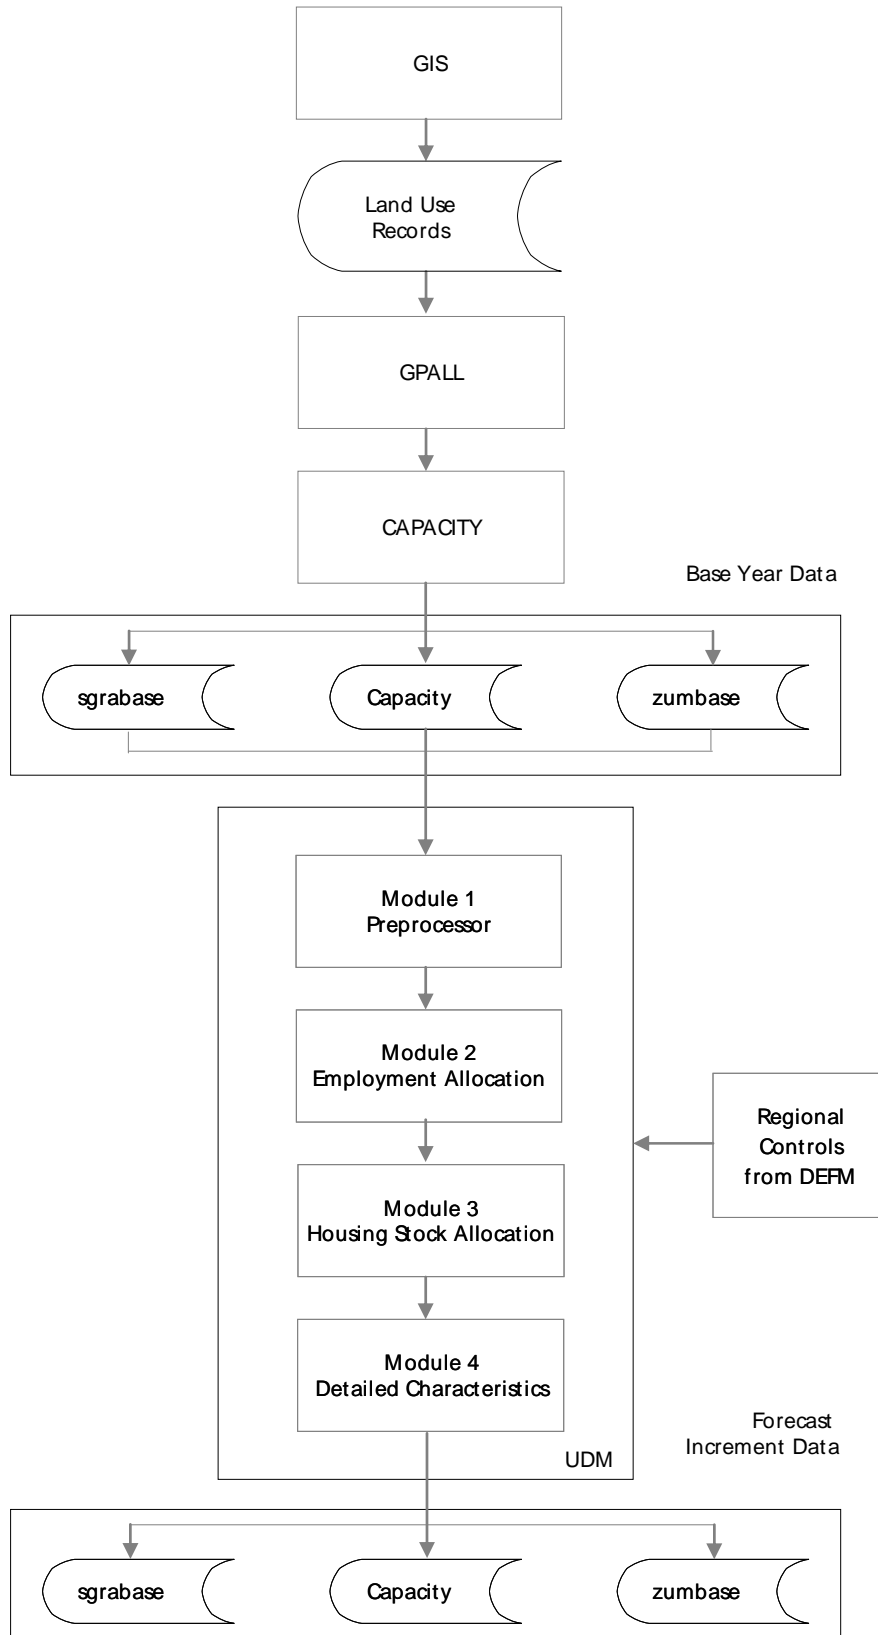 GIS
Land Use
Records
GPALL
CAPACITY
Base Year Data
sgrabase
Capacity
zumbase
Module 1
Preprocessor
Module 2
Employment Allocation
Regional
Controls
from DEFM
Module 3
Housing Stock Allocation
Module 4
Detailed Characteristics
Forecast
Increment Data
UDM
sgrabase
Capacity
zumbase